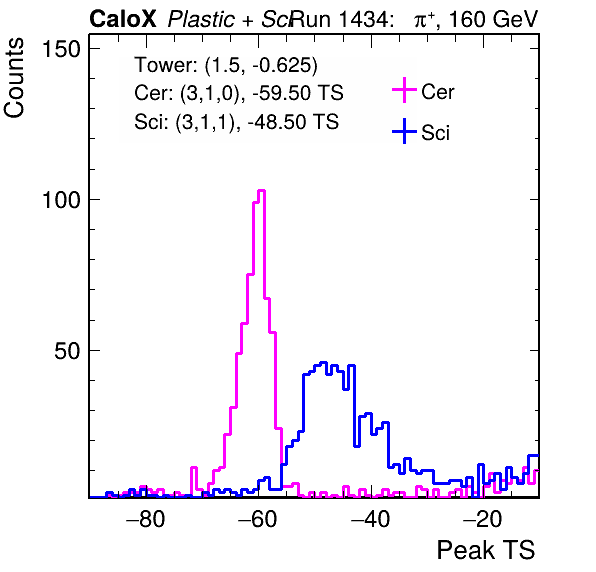 CaloX Plastic + Sci Run 1434: π⁺, 160 GeV
Counts
150
100
50
Tower: (1.5, -0.625)
Cer: (3,1,0), -59.50 TS
Sci: (3,1,1), -48.50 TS
Cer
Sci
−80 −60 −40 −20
Peak TS